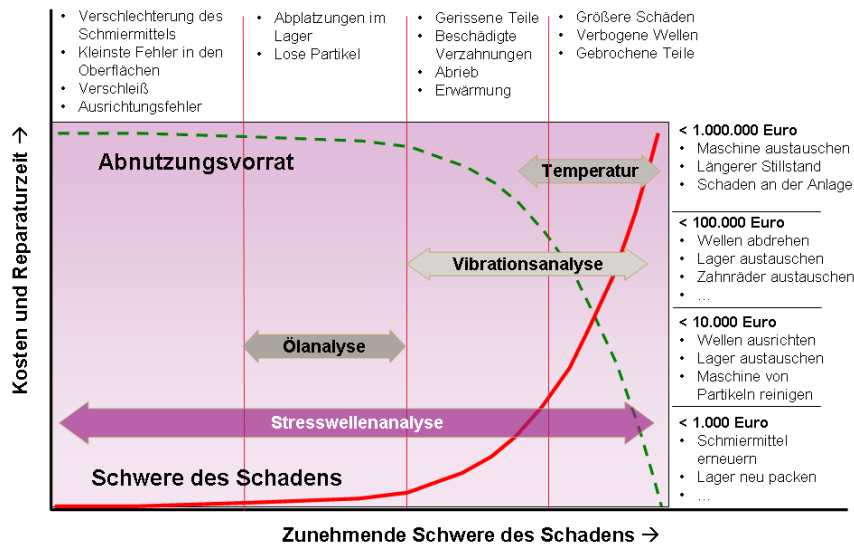 • Verschlechterung des
Schmiermittels
• Kleinste Fehler in den
Oberflächen
• Verschleiß
• Ausrichtungsfehler
• Abplatzungen im
Lager
• Lose Partikel
• Gerissene Teile
• Beschädigte
Verzahnungen
• Abrieb
• Erwärmung
• Größere Schäden
• Verbogene Wellen
• Gebrochene Teile
Kosten und Reparaturzeit →
Abnutzungsvorrat
Temperatur
Vibrationsanalyse
Ölanalyse
Stresswellenanalyse
Schwere des Schadens
< 1.000.000 Euro
• Maschine austauschen
• Längerer Stillstand
• Schaden an der Anlage
< 100.000 Euro
• Wellen abdrehen
• Lager austauschen
• Zahnräder austauschen
• ...
< 10.000 Euro
• Wellen ausrichten
• Lager austauschen
• Maschine von
Partikeln reinigen
< 1.000 Euro
• Schmiermittel
erneuern
• Lager neu packen
• ...
Zunehmende Schwere des Schadens →